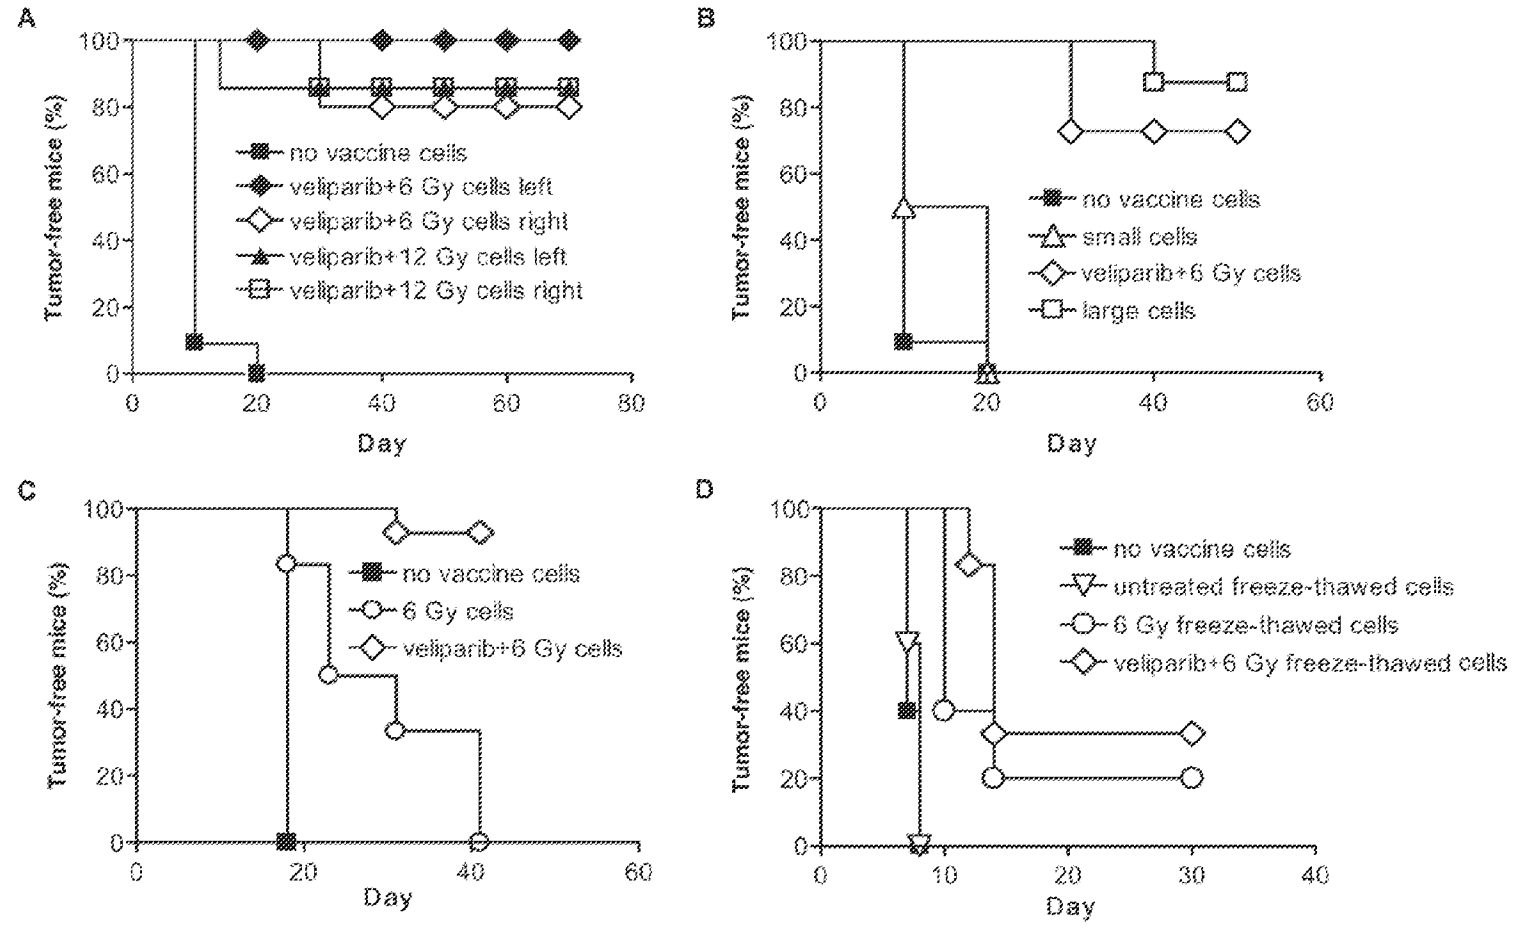 A
Tumor-free mice (%)
100
80
60
40
20
0
no vaccine cells
veliparib+6 Gy cells left
veliparib+6 Gy cells right
veliparib+12 Gy cells left
veliparib+12 Gy cells right
0 20 40 60 80
Day
B
Tumor-free mice (%)
100
80
60
40
20
0
no vaccine cells
small cells
veliparib+6 Gy cells
large cells
0 20 40 60
Day
C
Tumor-free mice (%)
100
80
60
40
20
0
no vaccine cells
6 Gy cells
veliparib+6 Gy cells
0 20 40 60
Day
D
Tumor-free mice (%)
100
80
60
40
20
0
no vaccine cells
untreated freeze-thawed cells
6 Gy freeze-thawed cells
veliparib+6 Gy freeze-thawed cells
0 10 20 30 40
Day